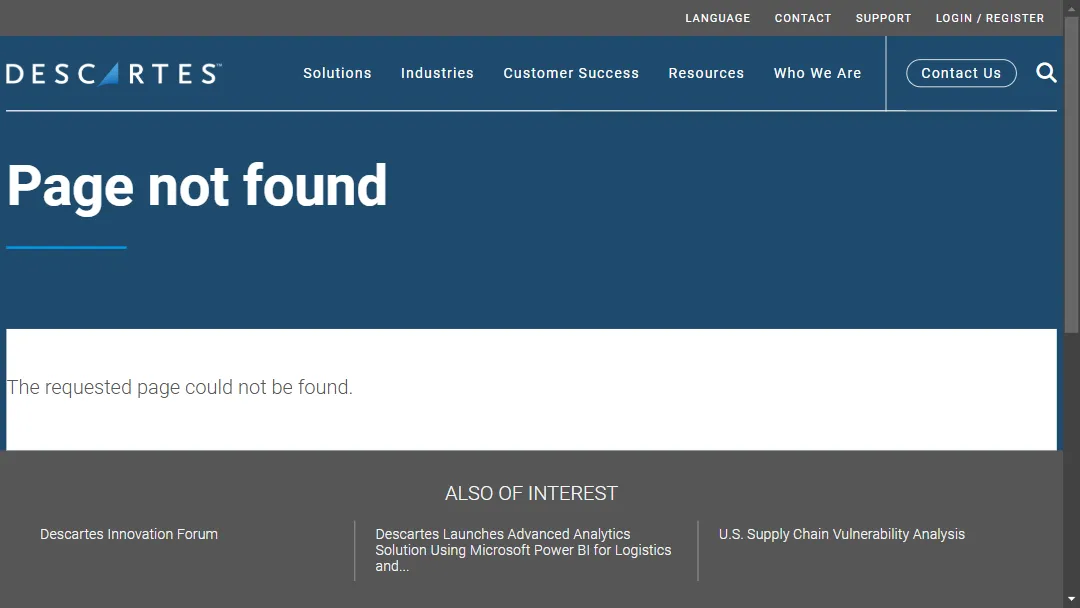 LANGUAGE CONTACT SUPPORT LOGIN / REGISTER
DESCARTES™ Solutions Industries Customer Success Resources Who We Are Contact Us
Page not found
The requested page could not be found.
ALSO OF INTEREST
Descartes Innovation Forum
Descartes Launches Advanced Analytics
Solution Using Microsoft Power BI for Logistics
and...
U.S. Supply Chain Vulnerability Analysis